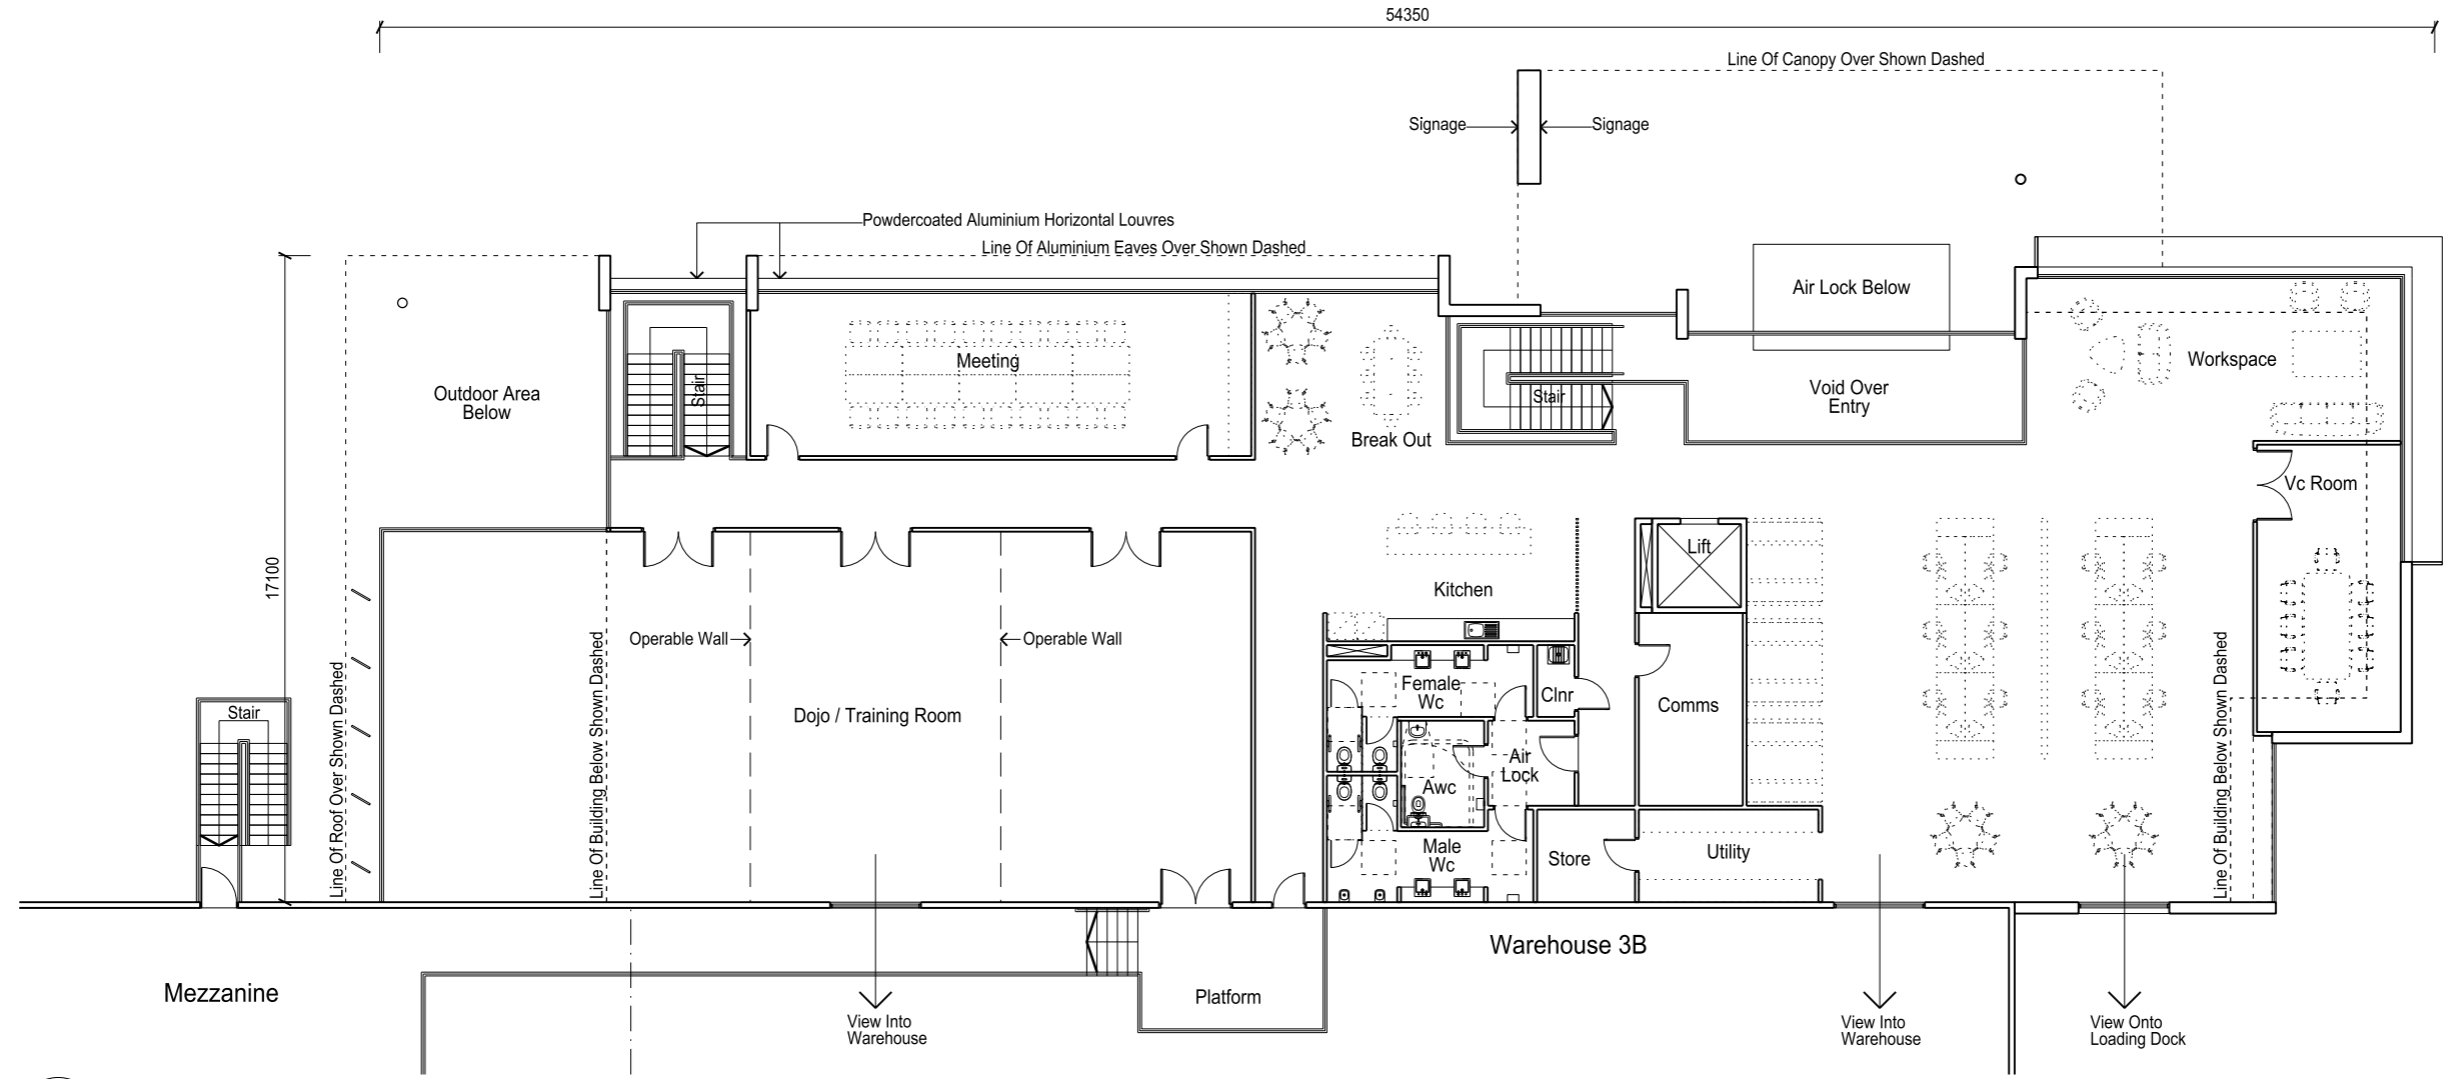 54350
Line Of Canopy Over Shown Dashed
Signage
Signage
Powdercoated Aluminium Horizontal Louvres
Line Of Aluminium Eaves Over Shown Dashed
Air Lock Below
Meeting
Workspace
Outdoor Area
Below
Stair
Stair
Void Over
Entry
Break Out
Vc Room
17100
Lift
Kitchen
Operable Wall
Operable Wall
Line Of Roof Over Shown Dashed
Line Of Building Below Shown Dashed
Line Of Building Below Shown Dashed
Female
Wc
Clnr
Comms
Stair
Dojo / Training Room
Air
Lock
Awc
Male
Wc
Store
Utility
Warehouse 3B
Mezzanine
Platform
View Into
Warehouse
View Into
Warehouse
View Onto
Loading Dock